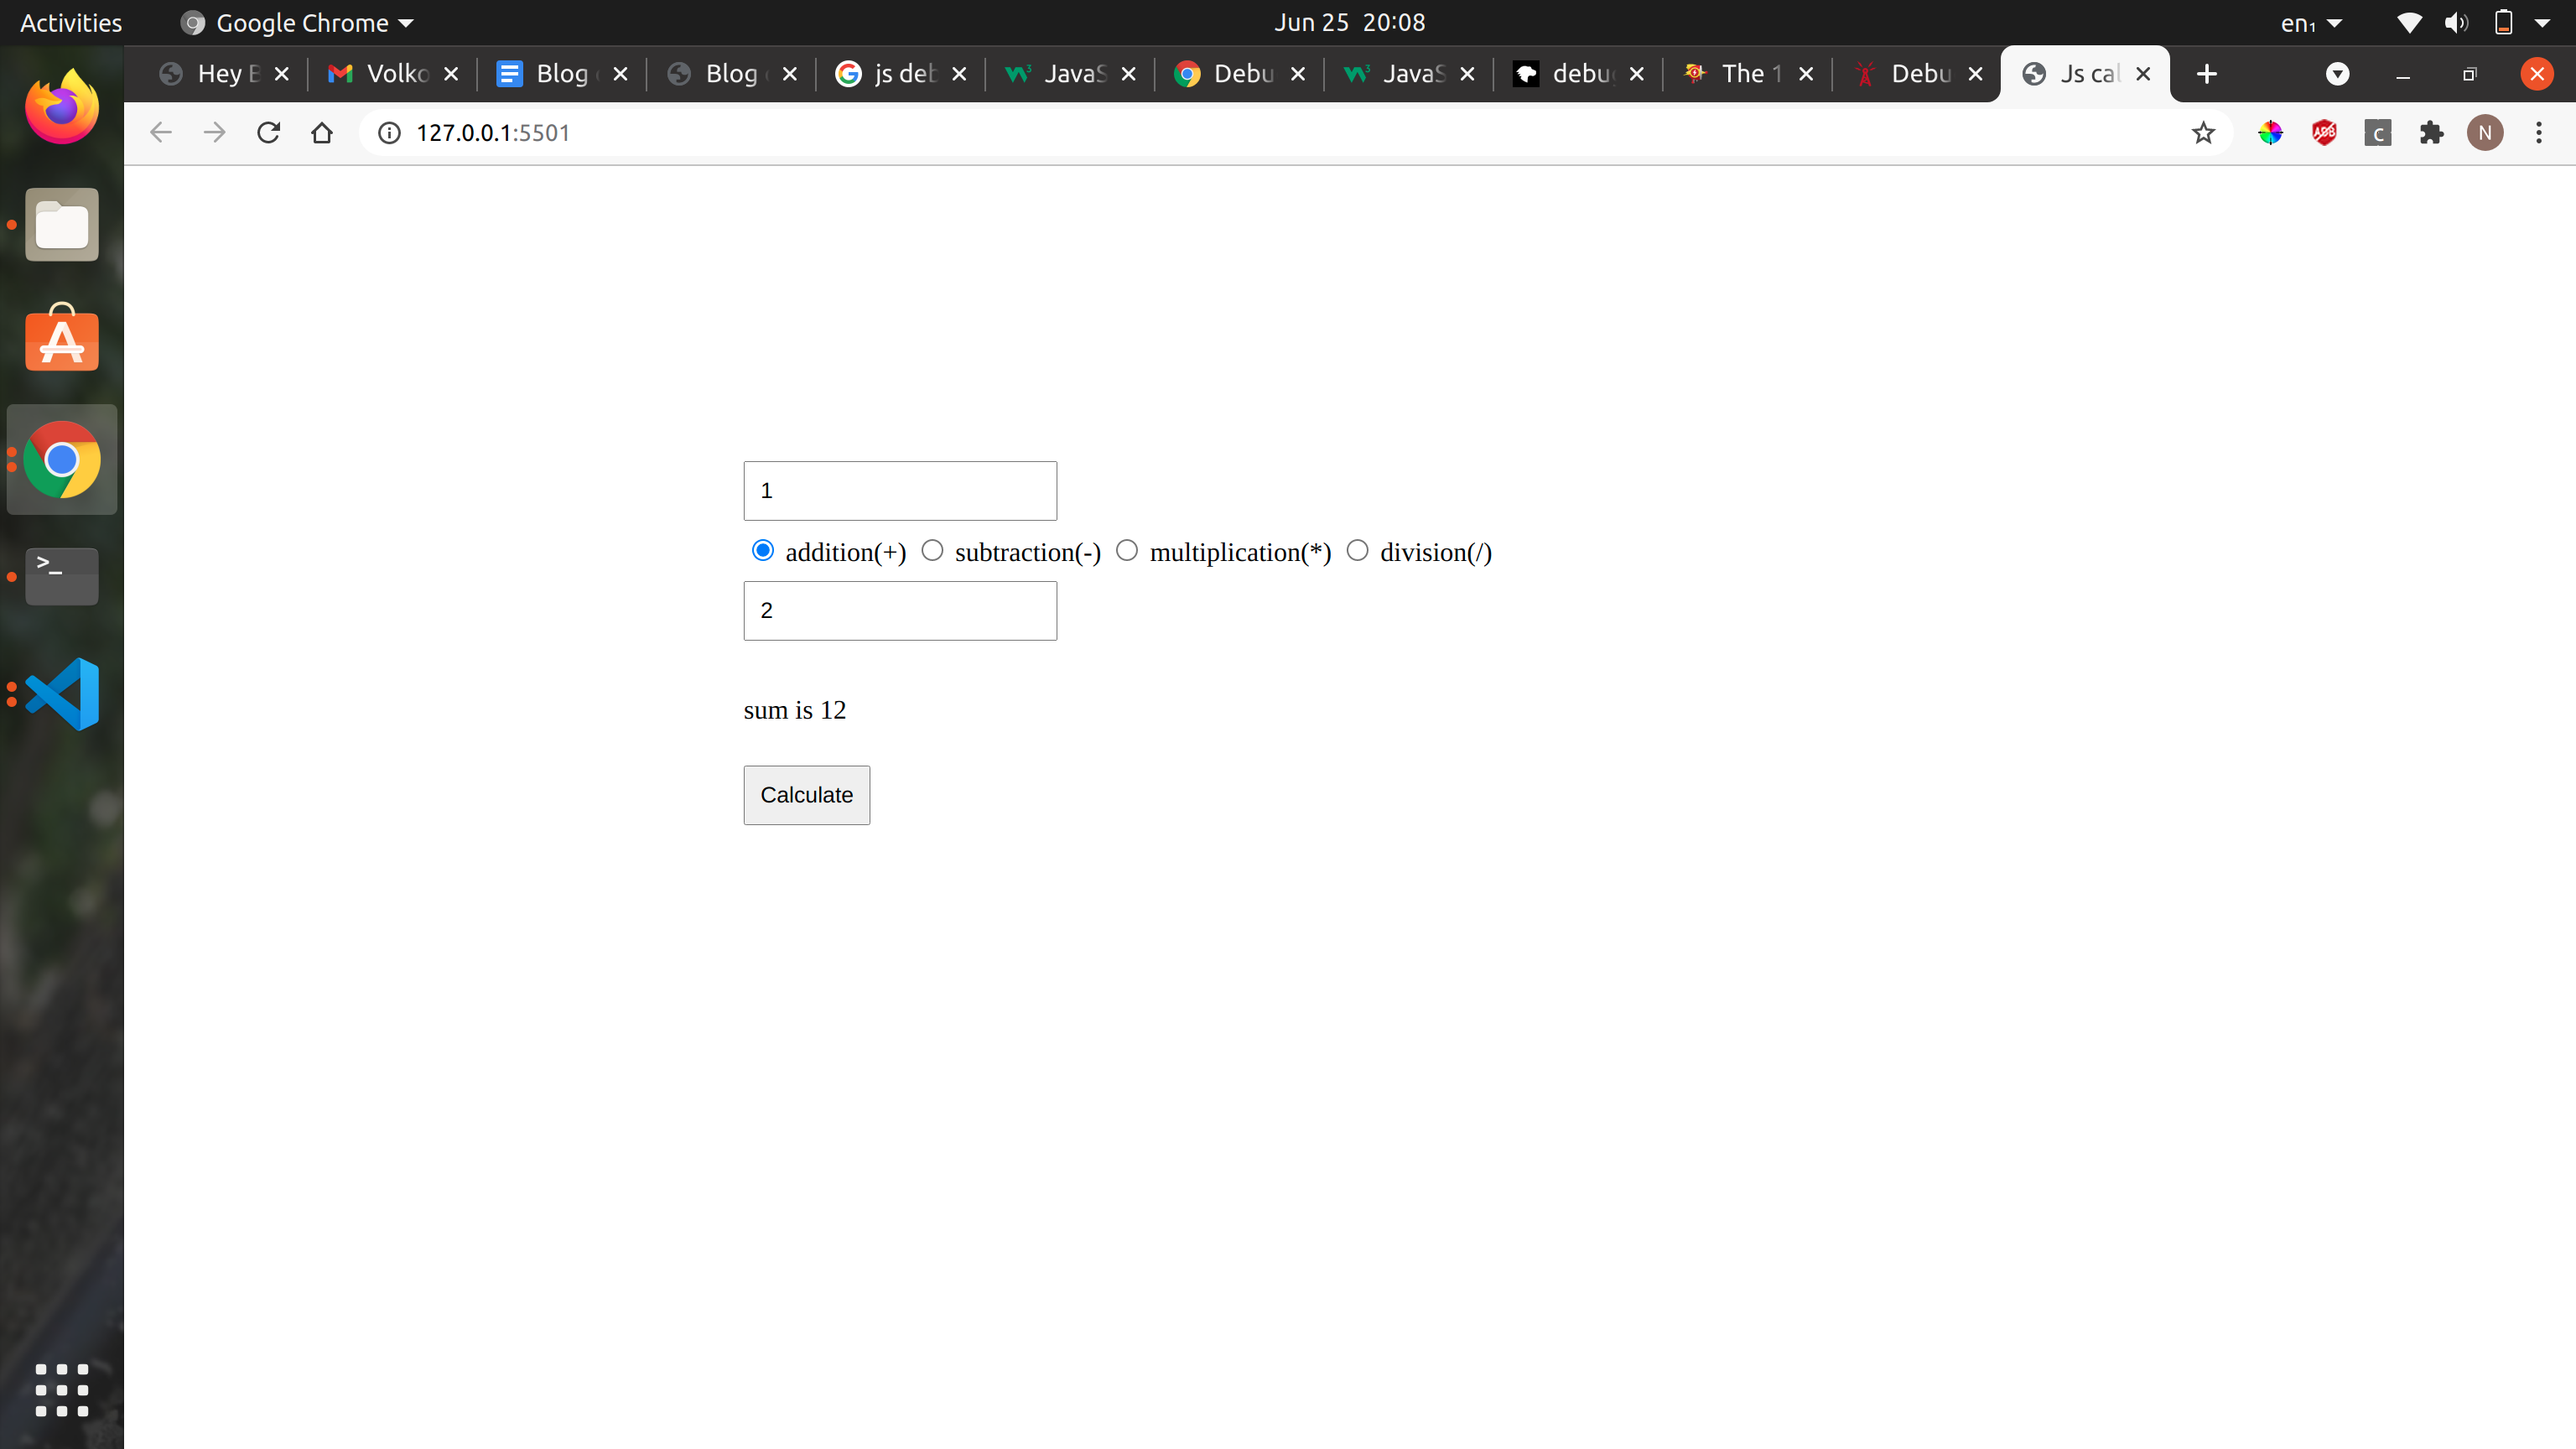 Activities Google Chrome Jun 25 20:08 en₁
Hey Volko Blog Blog js deb JavaS Debu JavaS debu The 1 Debu Js cal
127.0.0.1:5501 ADB c N
1
addition(+) subtraction(-) multiplication(*) division(/)
2
sum is 12
Calculate